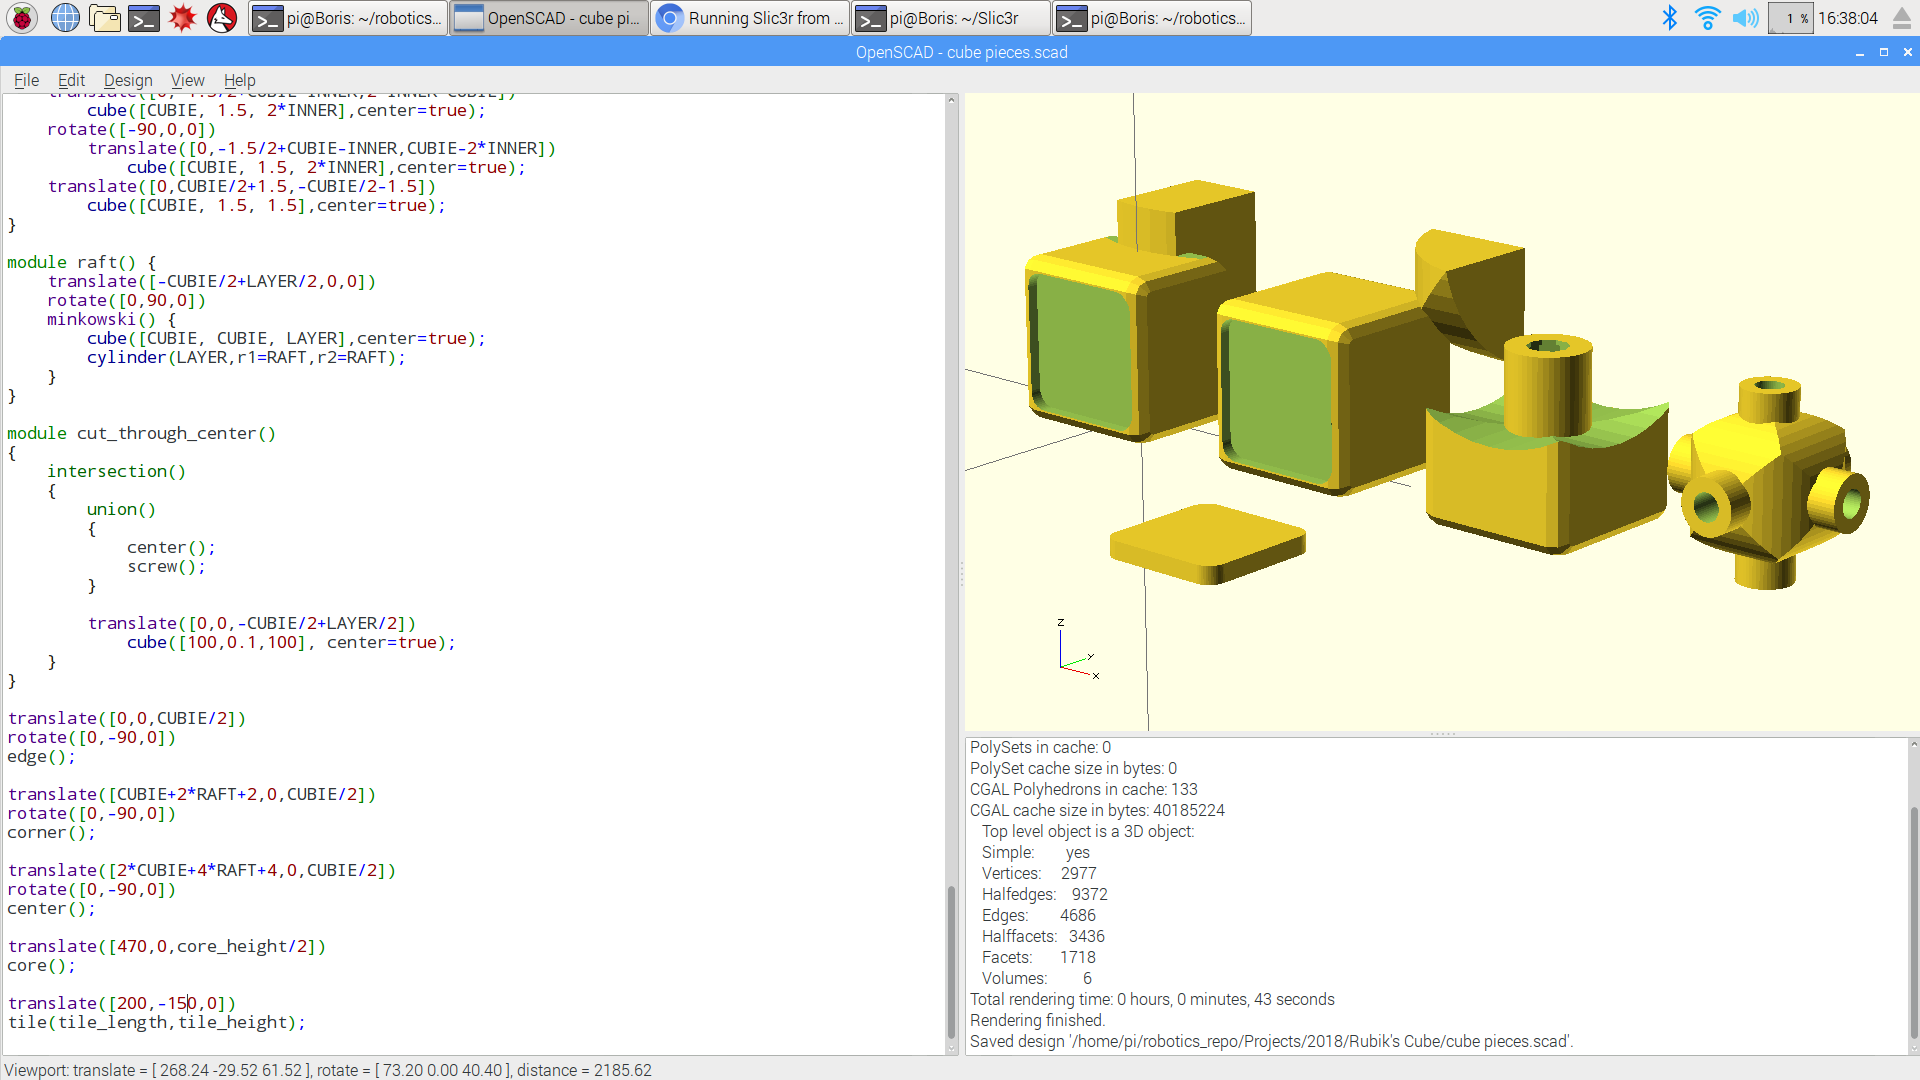 pi@Boris: ~/robotics...
OpenSCAD - cube pi...
Running Slic3r from ...
pi@Boris: ~/Slic3r
pi@Boris: ~/robotics...
1 %
16:38:04
OpenSCAD - cube pieces.scad
File Edit Design View Help
cube([CUBIE, 1.5, 2*INNER],center=true);
rotate([-90,0,0])
translate([0,-1.5/2+CUBIE-INNER,CUBIE-2*INNER])
cube([CUBIE, 1.5, 2*INNER],center=true);
translate([0,CUBIE/2+1.5,-CUBIE/2-1.5])
cube([CUBIE, 1.5, 1.5],center=true);
}
module raft() {
translate([-CUBIE/2+LAYER/2,0,0])
rotate([0,90,0])
minkowski() {
cube([CUBIE, CUBIE, LAYER],center=true);
cylinder(LAYER,r1=RAFT,r2=RAFT);
}
}
module cut_through_center()
{
intersection()
{
union()
{
center();
screw();
}
translate([0,0,-CUBIE/2+LAYER/2])
cube([100,0.1,100], center=true);
}
}
translate([0,0,CUBIE/2])
rotate([0,-90,0])
edge();
translate([CUBIE+2*RAFT+2,0,CUBIE/2])
rotate([0,-90,0])
corner();
translate([2*CUBIE+4*RAFT+4,0,CUBIE/2])
rotate([0,-90,0])
center();
translate([470,0,core_height/2])
core();
translate([200,-150,0])
tile(tile_length,tile_height);
z
y
x
PolySets in cache: 0
PolySet cache size in bytes: 0
CGAL Polyhedrons in cache: 133
CGAL cache size in bytes: 40185224
Top level object is a 3D object:
Simple: yes
Vertices: 2977
Halfedges: 9372
Edges: 4686
Halffacets: 3436
Facets: 1718
Volumes: 6
Total rendering time: 0 hours, 0 minutes, 43 seconds
Rendering finished.
Saved design '/home/pi/robotics_repo/Projects/2018/Rubik's Cube/cube pieces.scad'.
Viewport: translate = [ 268.24 -29.52 61.52 ], rotate = [ 73.20 0.00 40.40 ], distance = 2185.62